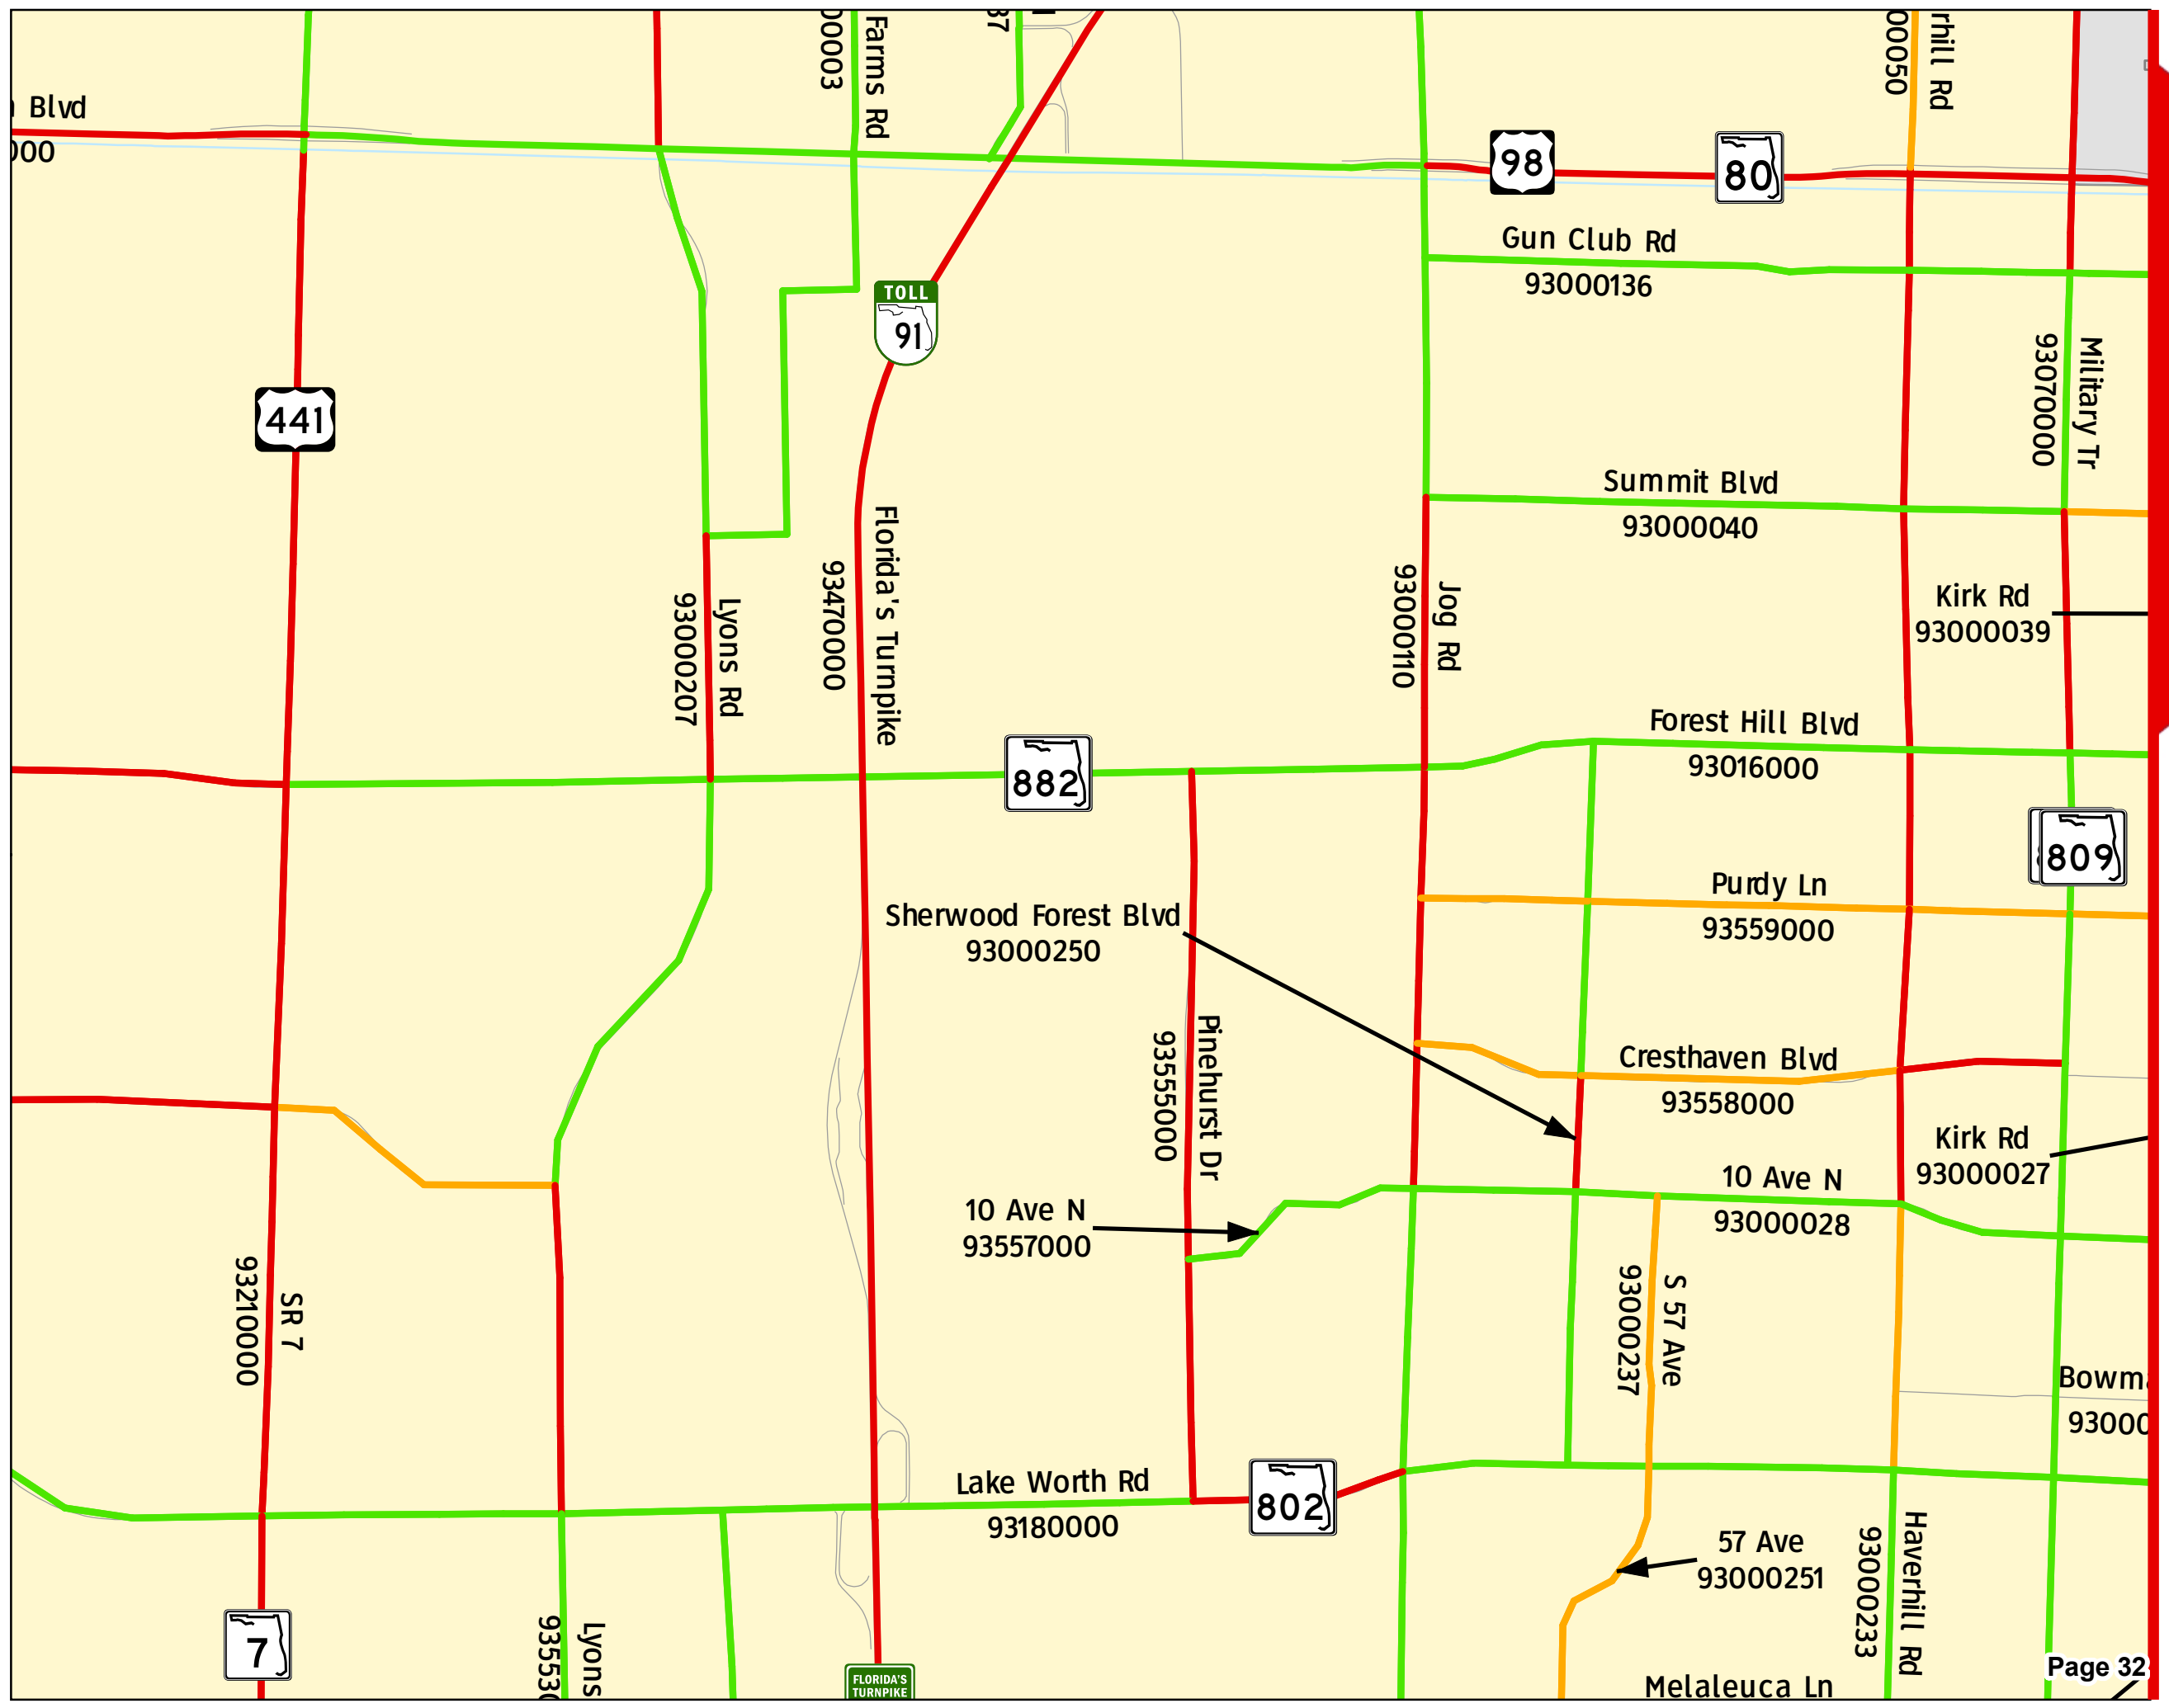 Blvd
Farms Rd
98
80
Gun Club Rd
93000136
TOLL
91
441
Military Tr
93070000
Summit Blvd
93000040
Florida's Turnpike
93470000
Lyons Rd
93000207
Jog Rd
93000110
Kirk Rd
93000039
Forest Hill Blvd
93016000
882
809
Purdy Ln
93559000
Sherwood Forest Blvd
93000250
Pinehurst Dr
93555000
Cresthaven Blvd
93558000
Kirk Rd
93000027
10 Ave N
93000028
10 Ave N
93557000
SR 7
93210000
S 57 Ave
93000237
Lake Worth Rd
93180000
802
57 Ave
93000251
Haverhill Rd
93000233
7
Lyons
FLORIDA'S
TURNPIKE
Melaleuca Ln
Page 32